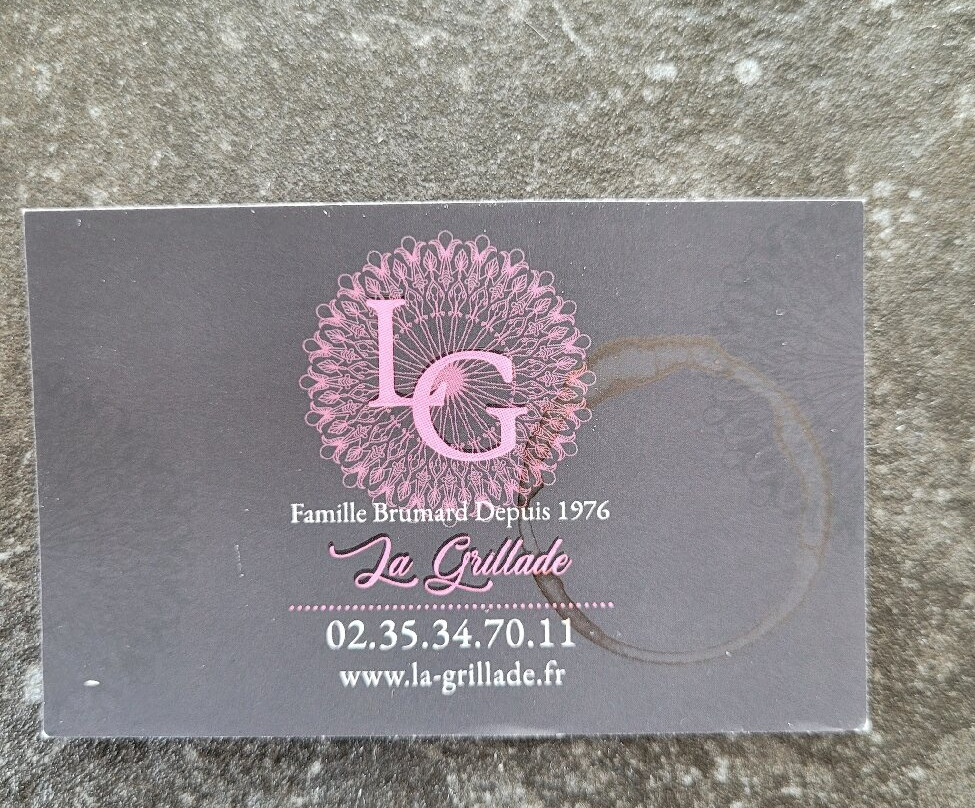 LG
Famille Brumard Depuis 1976
La Grillade
02.35.34.70.11
www.la-grillade.fr